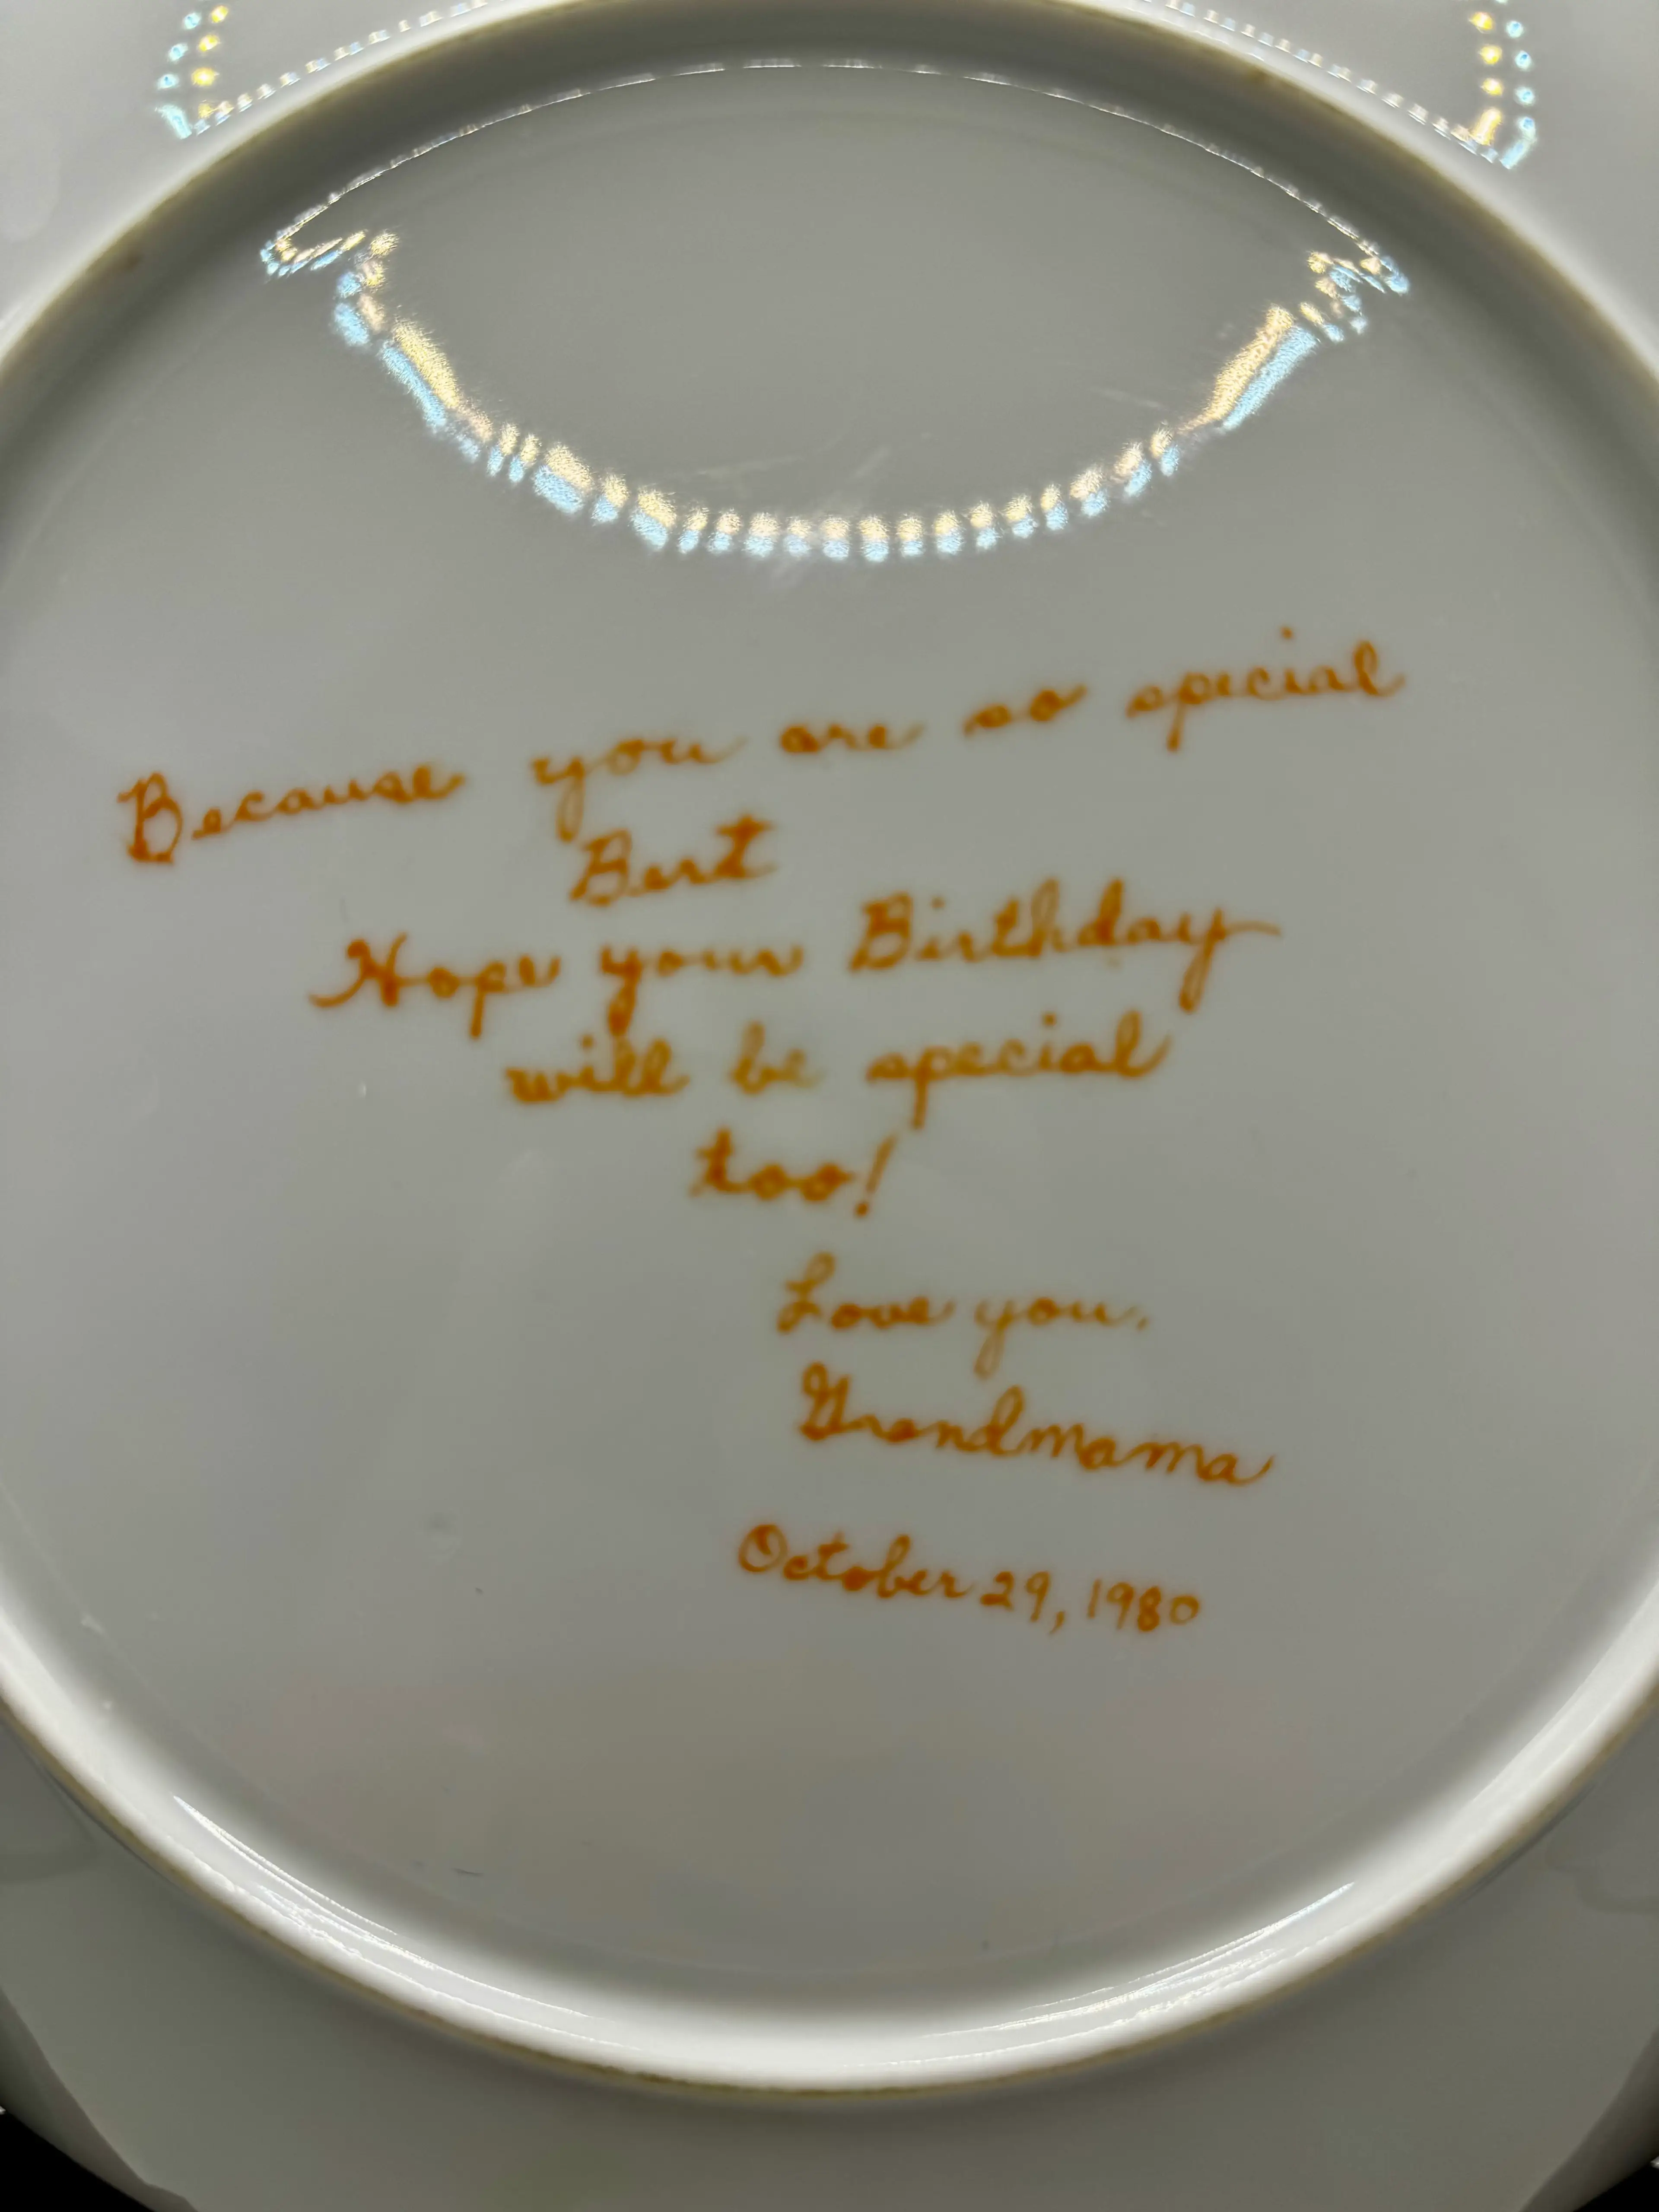 Because you are so special
Bert
Hope your Birthday
will be special
too!
Love you,
Grandmama
October 29, 1980